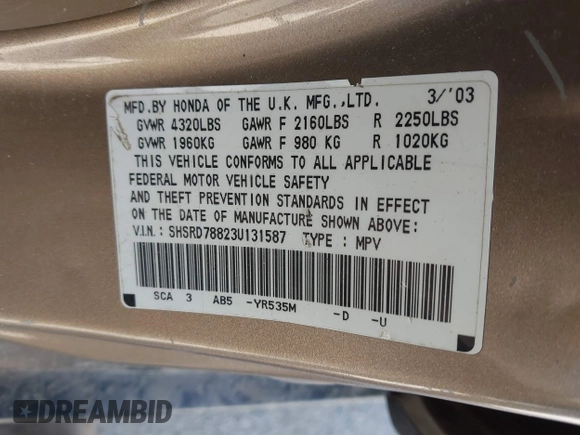 MFD.BY HONDA OF THE U.K. MFG.,LTD. 3/'03
GVWR 4320LBS GAWR F 2160LBS R 2250LBS
GVWR 1960KG GAWR F 980 KG R 1020KG
THIS VEHICLE CONFORMS TO ALL APPLICABLE
FEDERAL MOTOR VEHICLE SAFETY
AND THEFT PREVENTION STANDARDS IN EFFECT
ON THE DATE OF MANUFACTURE SHOWN ABOVE:
V.IN.: SHSRD78823U131587 TYPE : MPV
SCA 3 AB5 -YR535M -D -U
DREAMBID